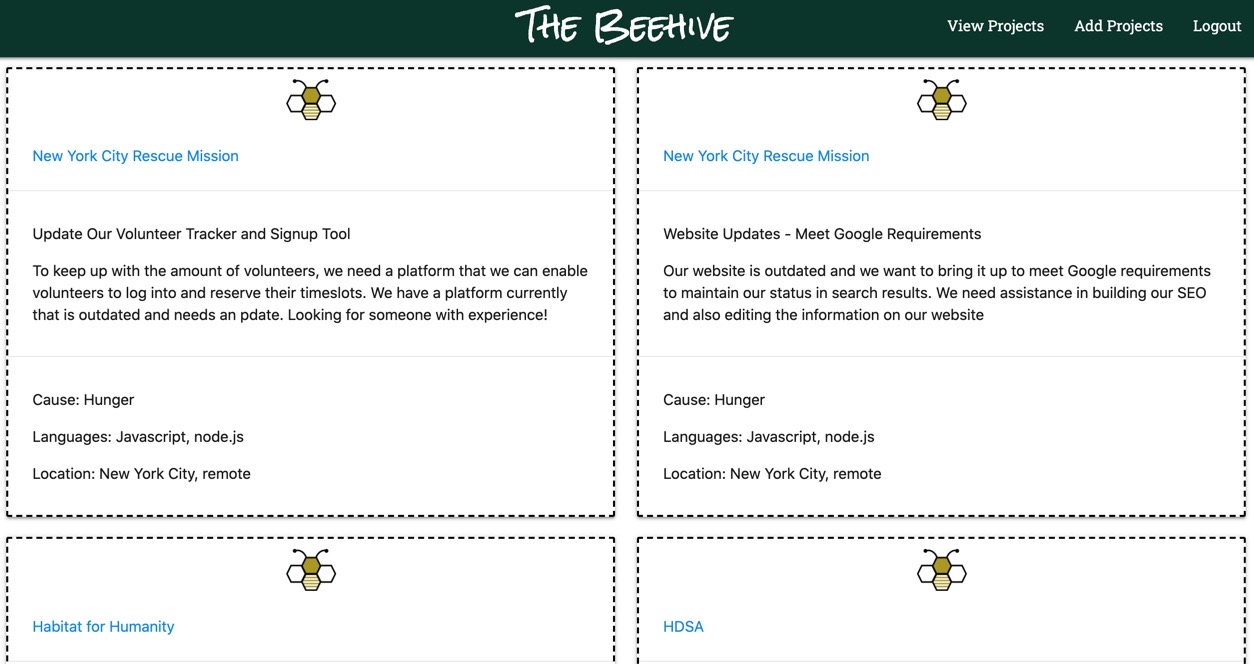 The Beehive
View Projects
Add Projects
Logout
New York City Rescue Mission
Update Our Volunteer Tracker and Signup Tool
To keep up with the amount of volunteers, we need a platform that we can enable
volunteers to log into and reserve their timeslots. We have a platform currently
that is outdated and needs an pdate. Looking for someone with experience!
Cause: Hunger
Languages: Javascript, node.js
Location: New York City, remote
New York City Rescue Mission
Website Updates - Meet Google Requirements
Our website is outdated and we want to bring it up to meet Google requirements
to maintain our status in search results. We need assistance in building our SEO
and also editing the information on our website
Cause: Hunger
Languages: Javascript, node.js
Location: New York City, remote
Habitat for Humanity
HDSA